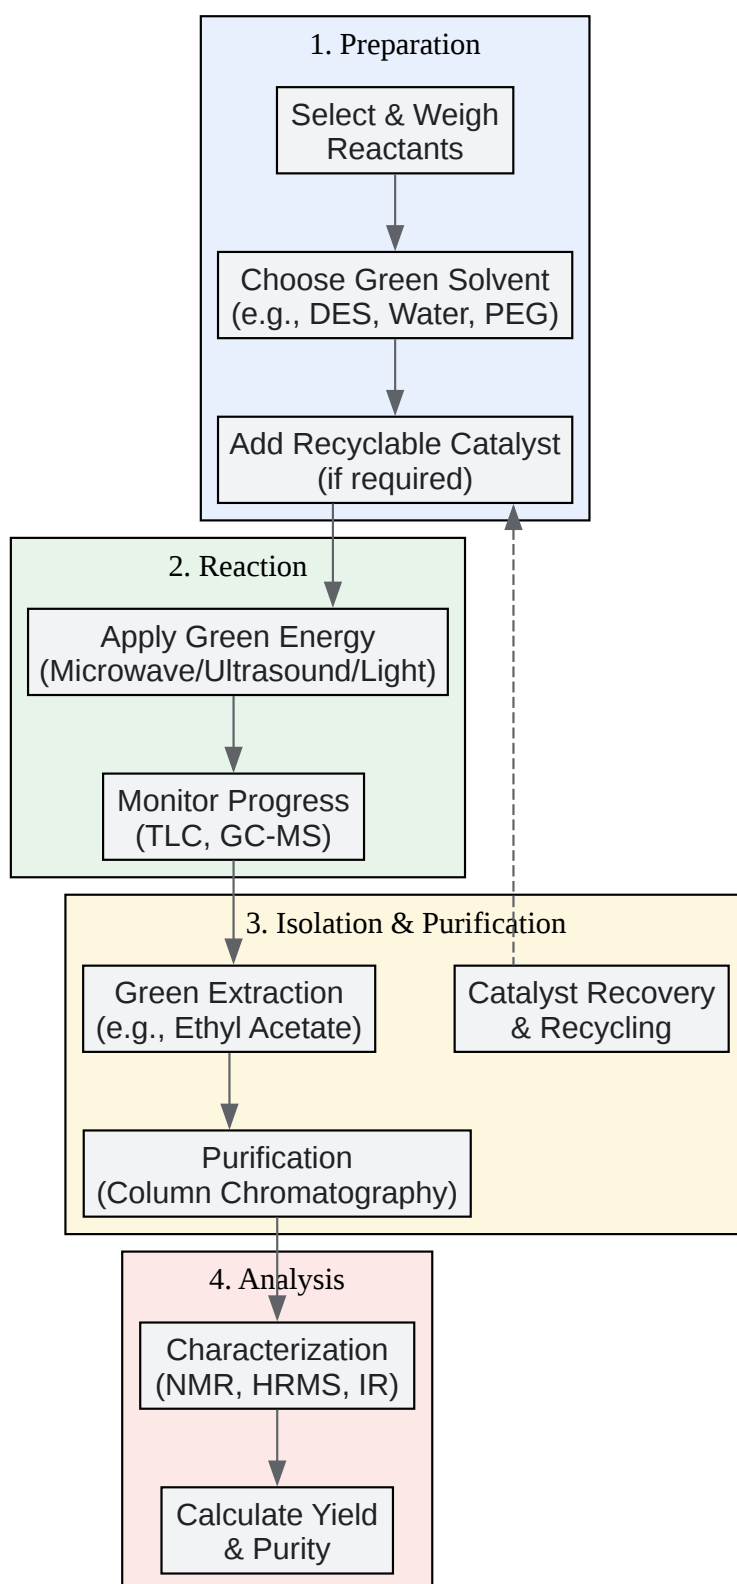 1. Preparation
Select & Weigh
Reactants
Choose Green Solvent
(e.g., DES, Water, PEG)
Add Recyclable Catalyst
(if required)
2. Reaction
Apply Green Energy
(Microwave/Ultrasound/Light)
Monitor Progress
(TLC, GC-MS)
3. Isolation & Purification
Green Extraction
(e.g., Ethyl Acetate)
Catalyst Recovery
& Recycling
Purification
(Column Chromatography)
4. Analysis
Characterization
(NMR, HRMS, IR)
Calculate Yield
& Purity